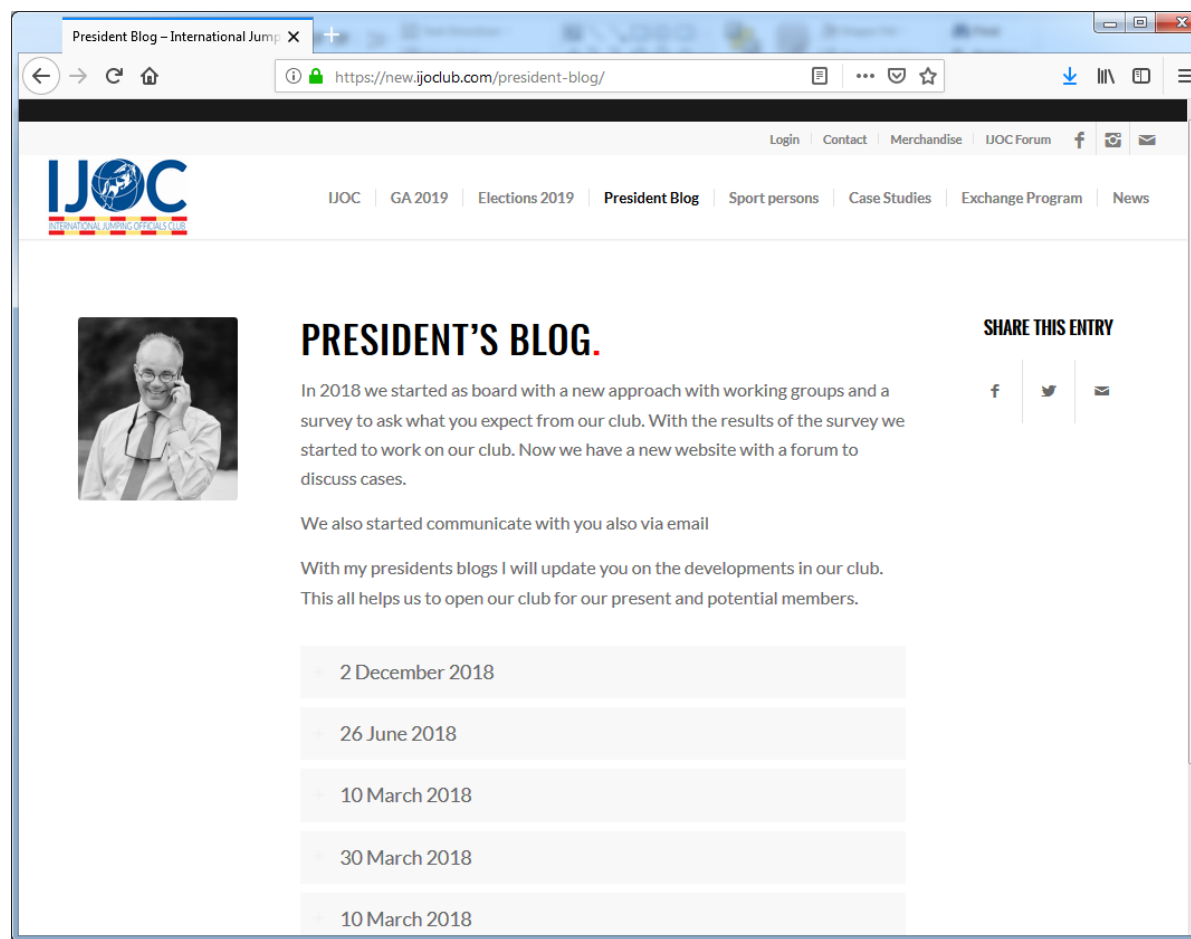 President Blog – International Jump
https://new.ijoclub.com/president-blog/
Login Contact Merchandise IJOC Forum
IJOC
INTERNATIONAL JUMPING OFFICIALS CLUB
IJOC GA 2019 Elections 2019 President Blog Sport persons Case Studies Exchange Program News
PRESIDENT’S BLOG.
In 2018 we started as board with a new approach with working groups and a
survey to ask what you expect from our club. With the results of the survey we
started to work on our club. Now we have a new website with a forum to
discuss cases.
We also started communicate with you also via email
With my presidents blogs I will update you on the developments in our club.
This all helps us to open our club for our present and potential members.
2 December 2018
26 June 2018
10 March 2018
30 March 2018
10 March 2018
SHARE THIS ENTRY